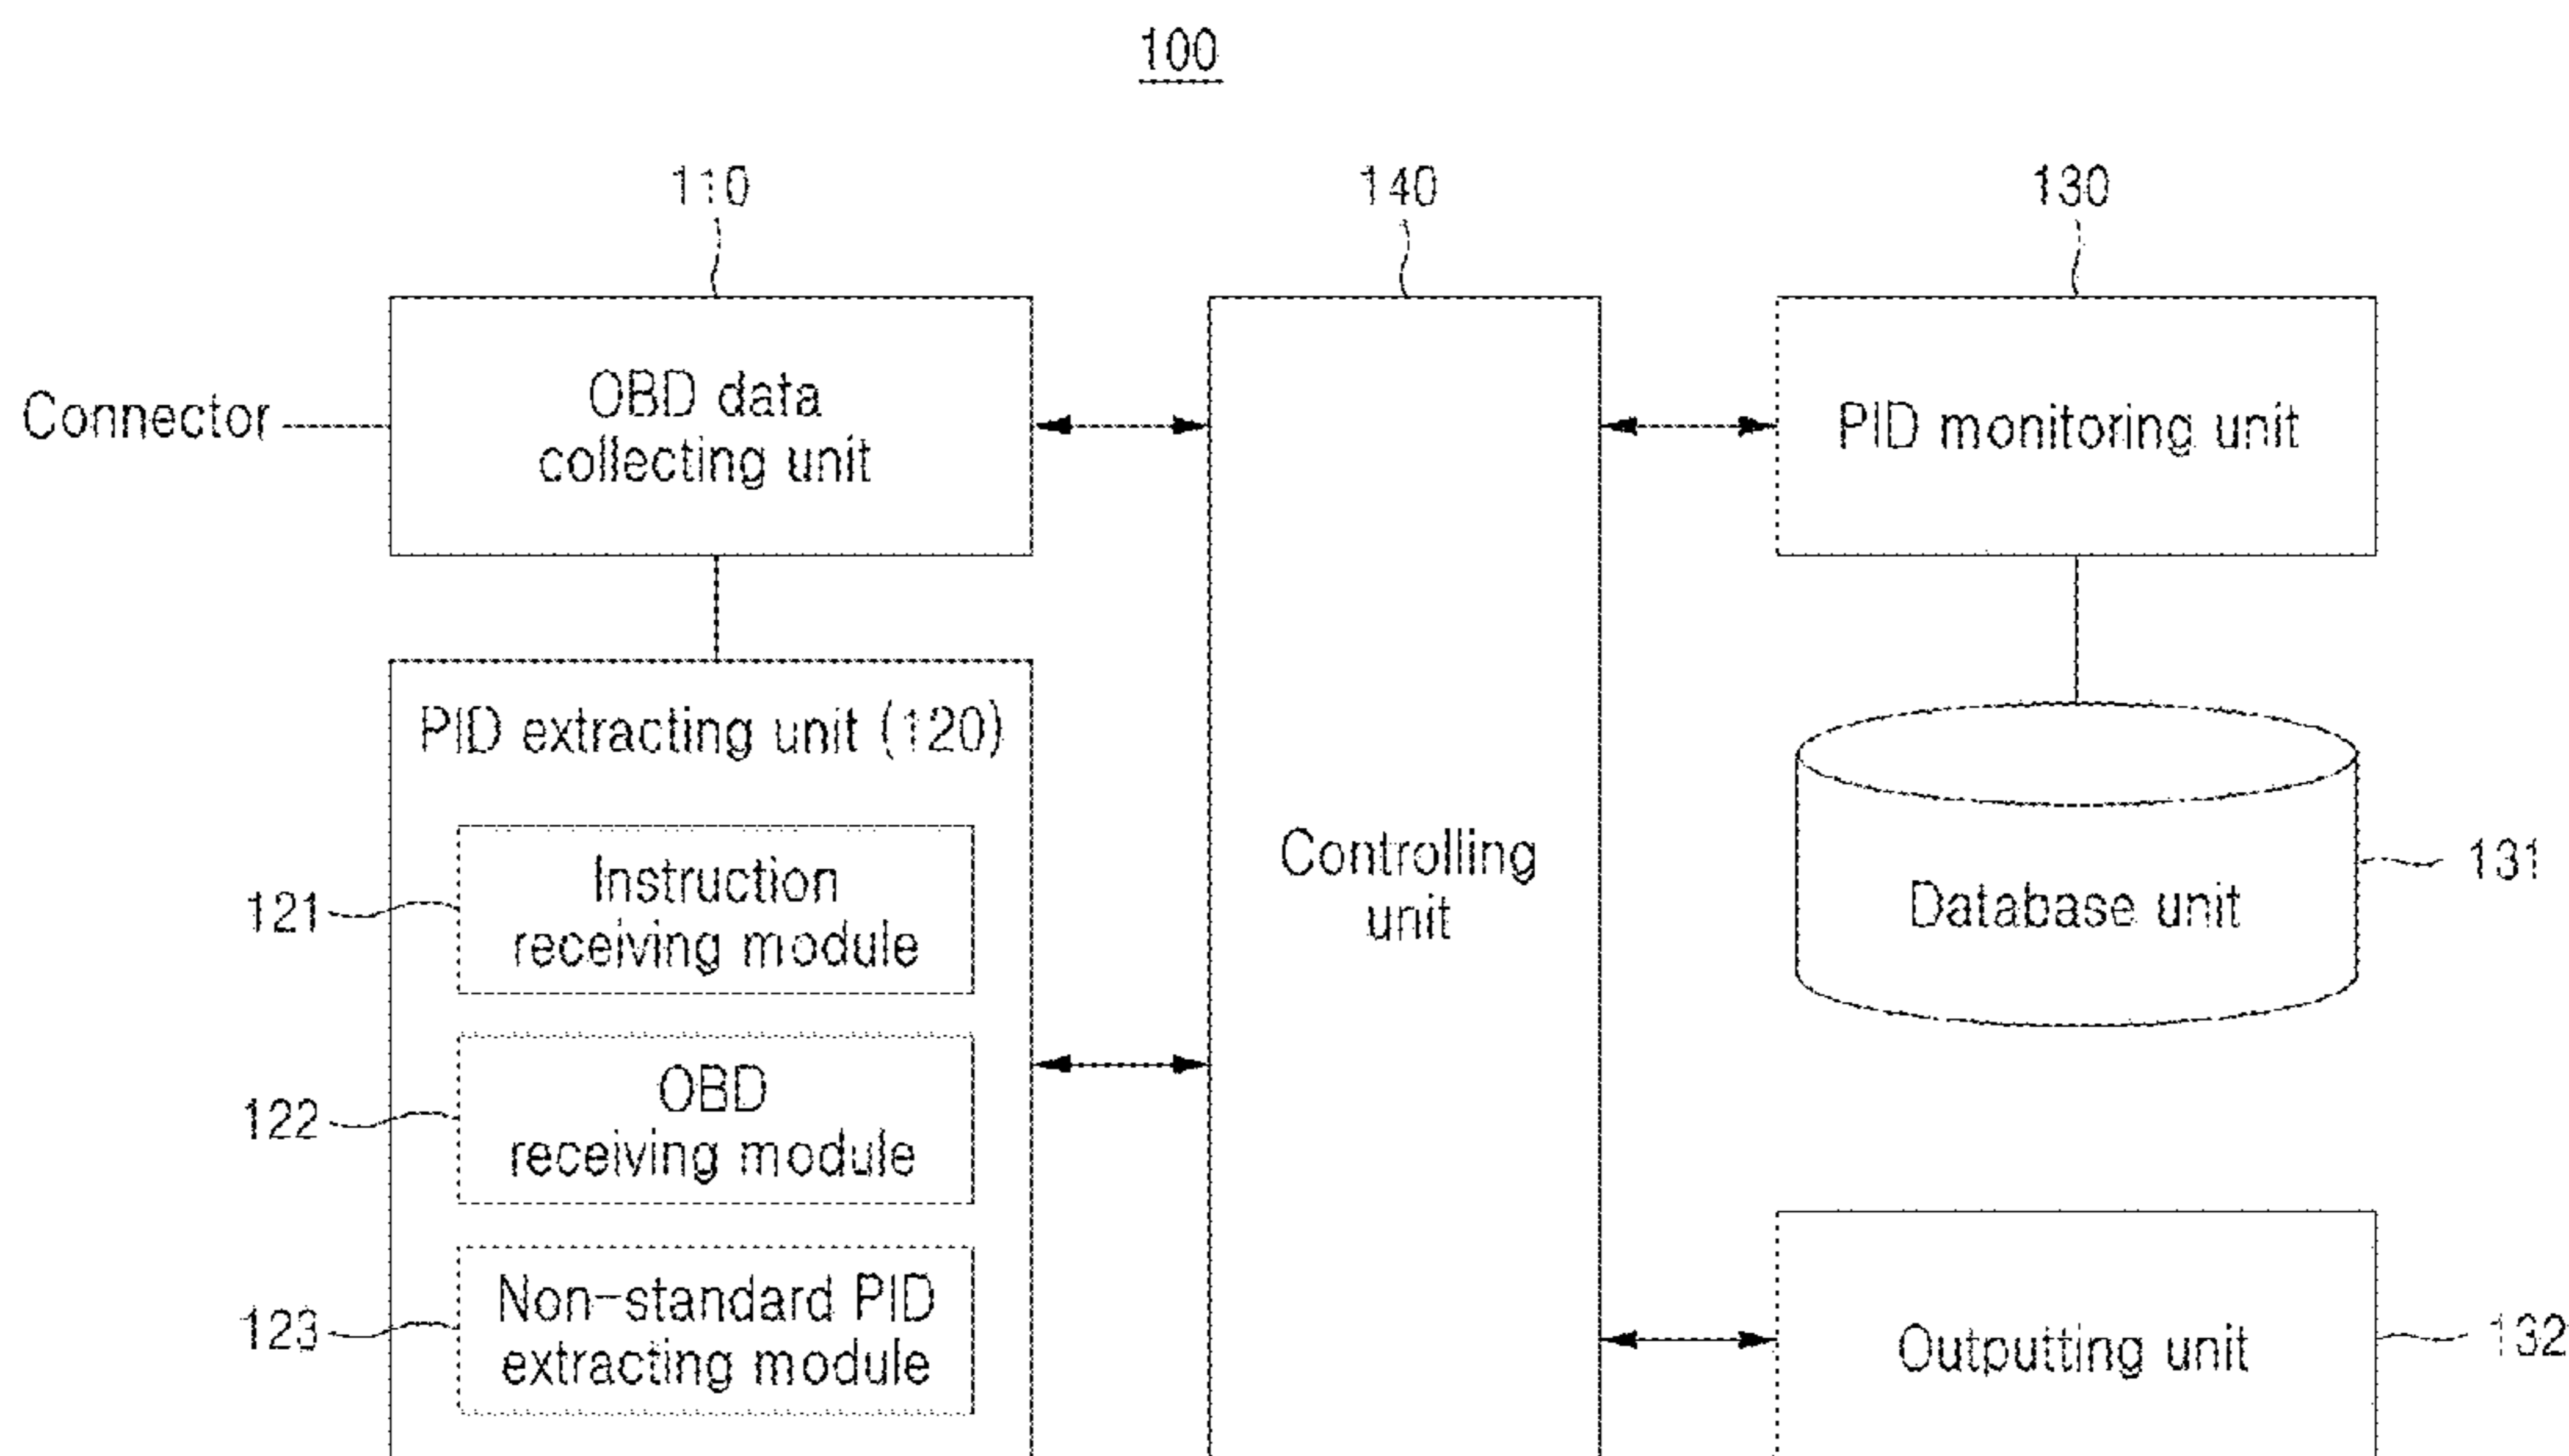 100
110
140
130
Connector
OBD data
collecting unit
PID monitoring unit
PID extracting unit (120)
Instruction
receiving module
121
OBD
receiving module
122
Non-standard PID
extracting module
123
Controlling
unit
Database unit
131
Outputting unit
132